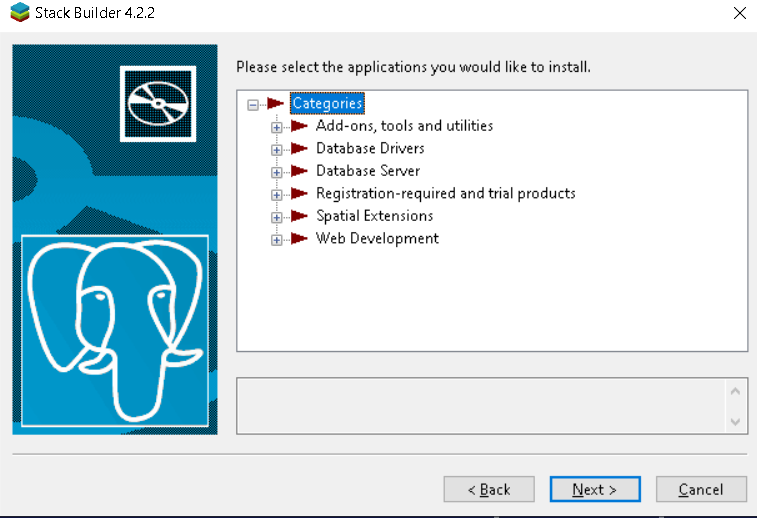 Stack Builder 4.2.2
Please select the applications you would like to install.
Categories
Add-ons, tools and utilities
Database Drivers
Database Server
Registration-required and trial products
Spatial Extensions
Web Development
< Back
Next >
Cancel